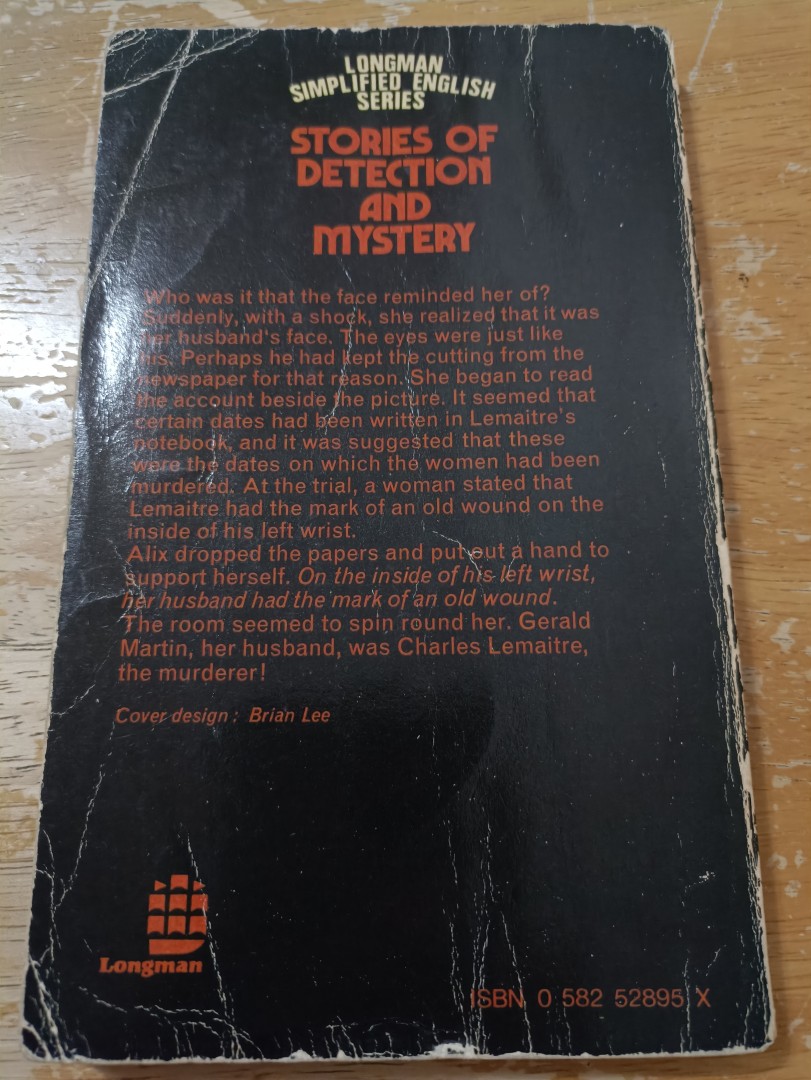 LONGMAN
SIMPLIFIED ENGLISH
SERIES
STORIES OF
DETECTION
AND
MYSTERY
Who was it that the face reminded her of?
Suddenly, with a shock, she realized that it was
her husband's face. The eyes were just like
his. Perhaps he had kept the cutting from the
newspaper for that reason. She began to read
the account beside the picture. It seemed that
certain dates had been written in Lemaitre's
notebook, and it was suggested that these
were the dates on which the women had been
murdered. At the trial, a woman stated that
Lemaitre had the mark of an old wound on the
inside of his left wrist.
Alix dropped the papers and put out a hand to
support herself. On the inside of his left wrist,
her husband had the mark of an old wound.
The room seemed to spin round her. Gerald
Martin, her husband, was Charles Lemaitre,
the murderer!
Cover design : Brian Lee
Longman
ISBN 0 582 52895 X